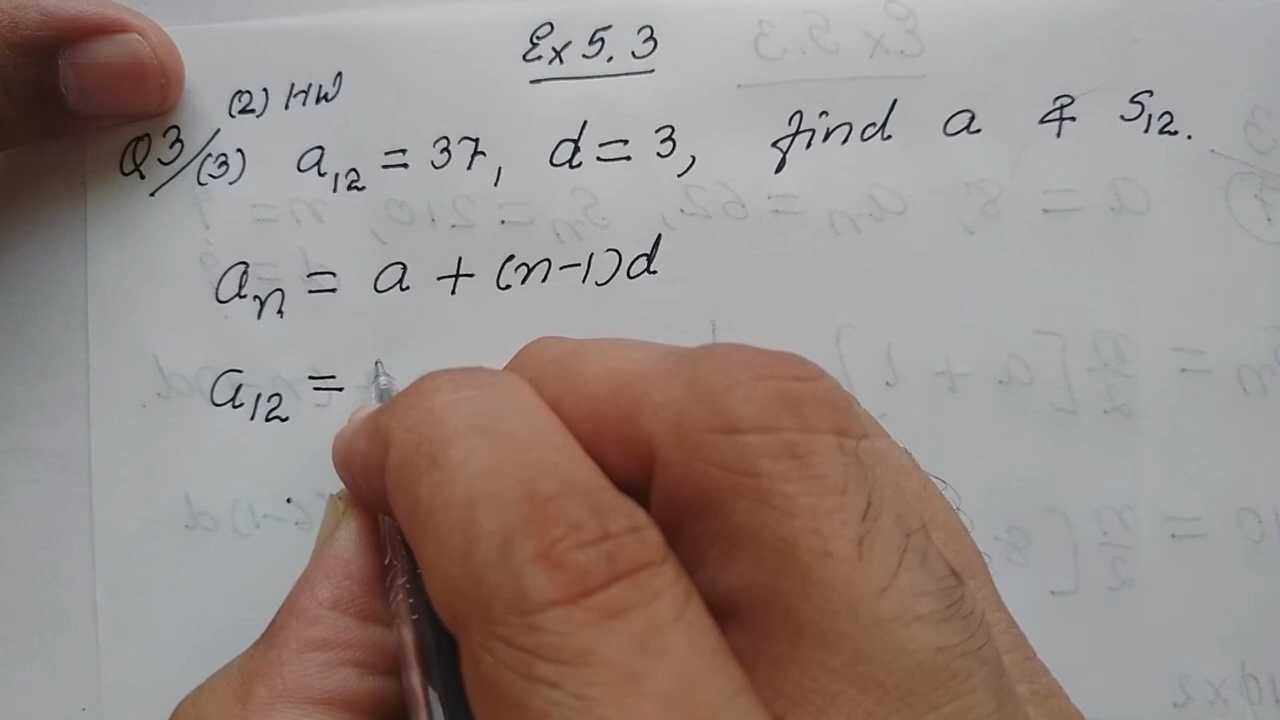 Ex 5.3
(2) HW
Q3/(3) a₁₂ = 37, d = 3, find a & S₁₂.
aₙ = a + (n-1)d
a₁₂ =